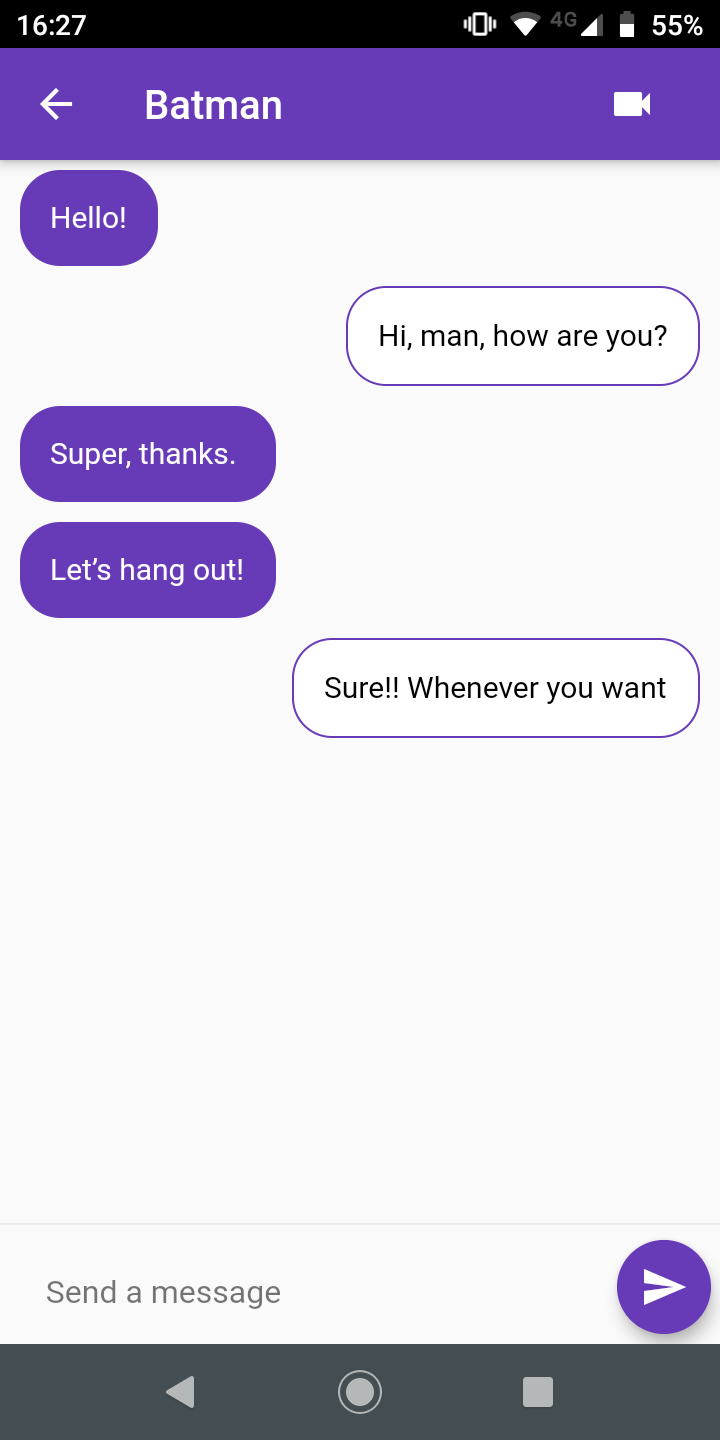 16:27
4G
55%
Batman
Hello!
Hi, man, how are you?
Super, thanks.
Let’s hang out!
Sure!! Whenever you want
Send a message